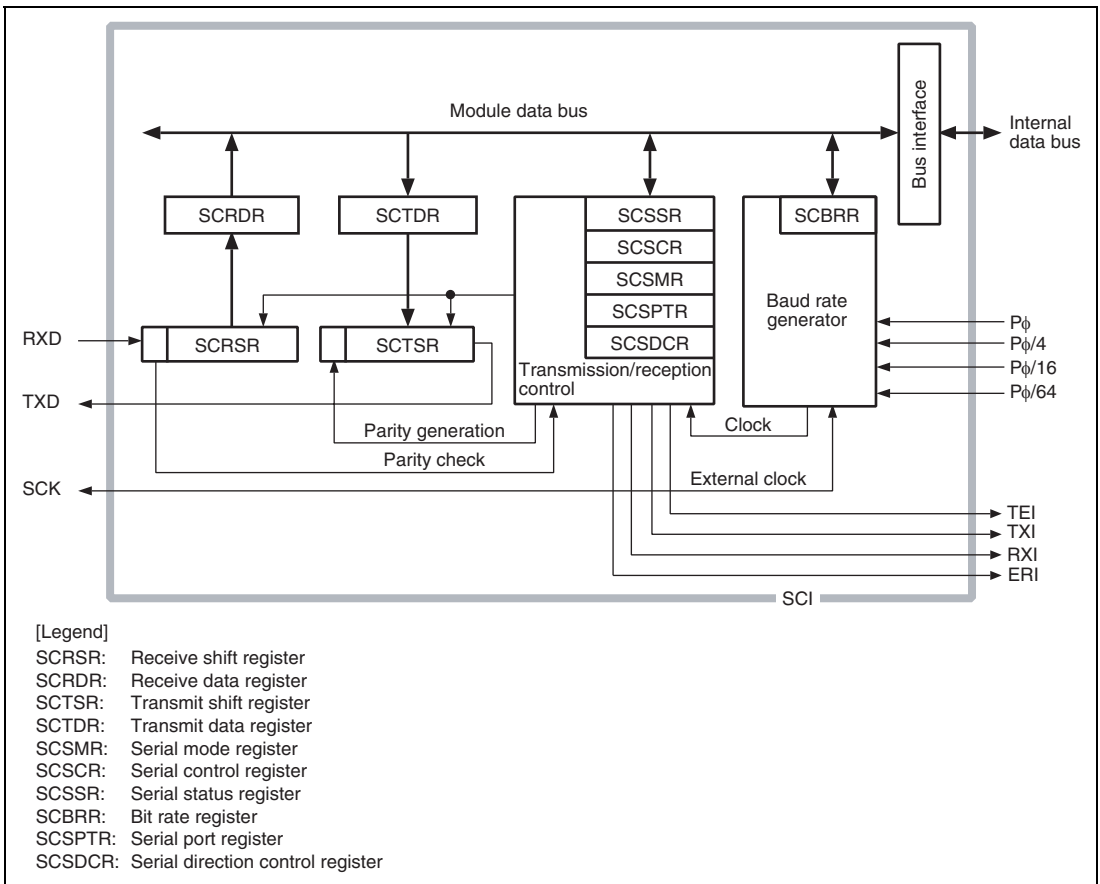 Module data bus
Bus interface
Internal
data bus
SCRDR
SCTDR
SCSSR
SCBRR
SCSCR
SCSMR
SCSPTR
SCSDCR
Baud rate
generator
Pφ
Pφ/4
Pφ/16
Pφ/64
RXD
SCRSR
SCTSR
Transmission/reception
control
TXD
Parity generation
Clock
Parity check
SCK
External clock
TEI
TXI
RXI
ERI
SCI
[Legend]
SCRSR: Receive shift register
SCRDR: Receive data register
SCTSR: Transmit shift register
SCTDR: Transmit data register
SCSMR: Serial mode register
SCSCR: Serial control register
SCSSR: Serial status register
SCBRR: Bit rate register
SCSPTR: Serial port register
SCSDCR: Serial direction control register